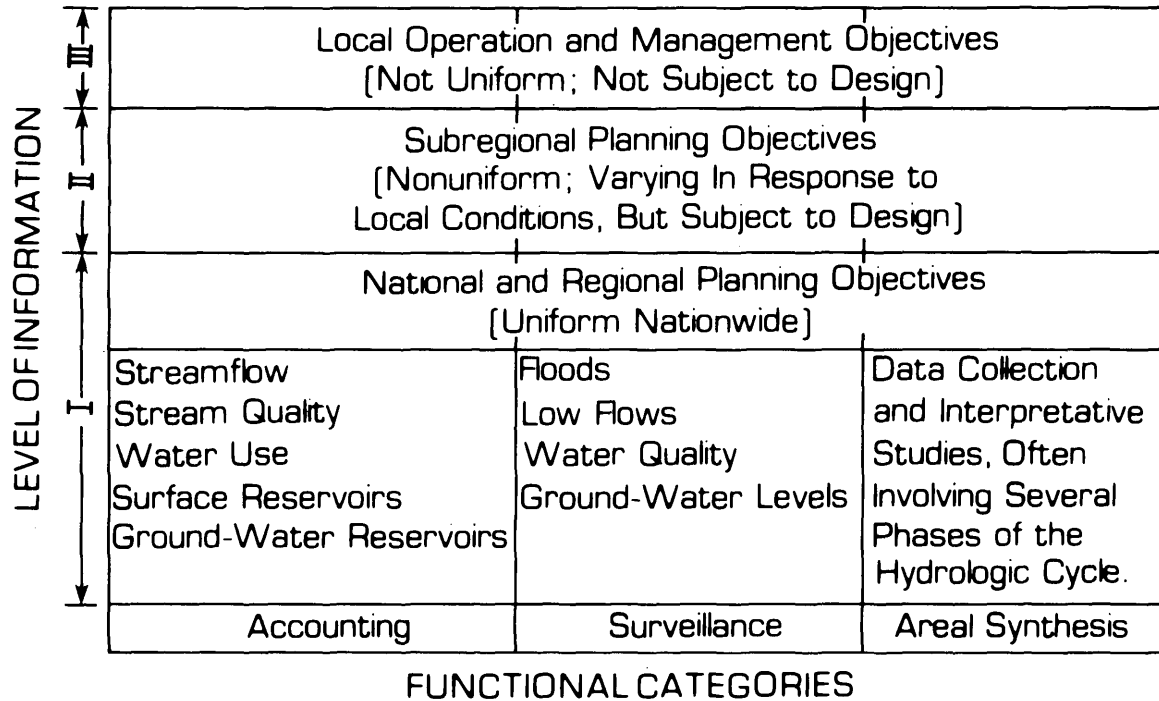 LEVEL OF INFORMATION
III
Local Operation and Management Objectives
[Not Uniform; Not Subject to Design]
II
Subregional Planning Objectives
[Nonuniform; Varying In Response to
Local Conditions, But Subject to Design]
I
National and Regional Planning Objectives
[Uniform Nationwide]
Streamflow
Stream Quality
Water Use
Surface Reservoirs
Ground-Water Reservoirs
Floods
Low Flows
Water Quality
Ground-Water Levels
Data Collection
and Interpretative
Studies, Often
Involving Several
Phases of the
Hydrologic Cycle.
Accounting
Surveillance
Areal Synthesis
FUNCTIONAL CATEGORIES